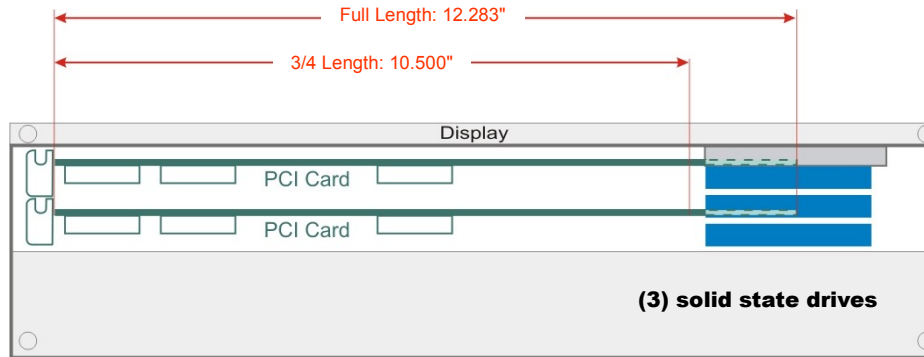 Full Length: 12.283"
3/4 Length: 10.500"
Display
PCI Card
PCI Card
(3) solid state drives